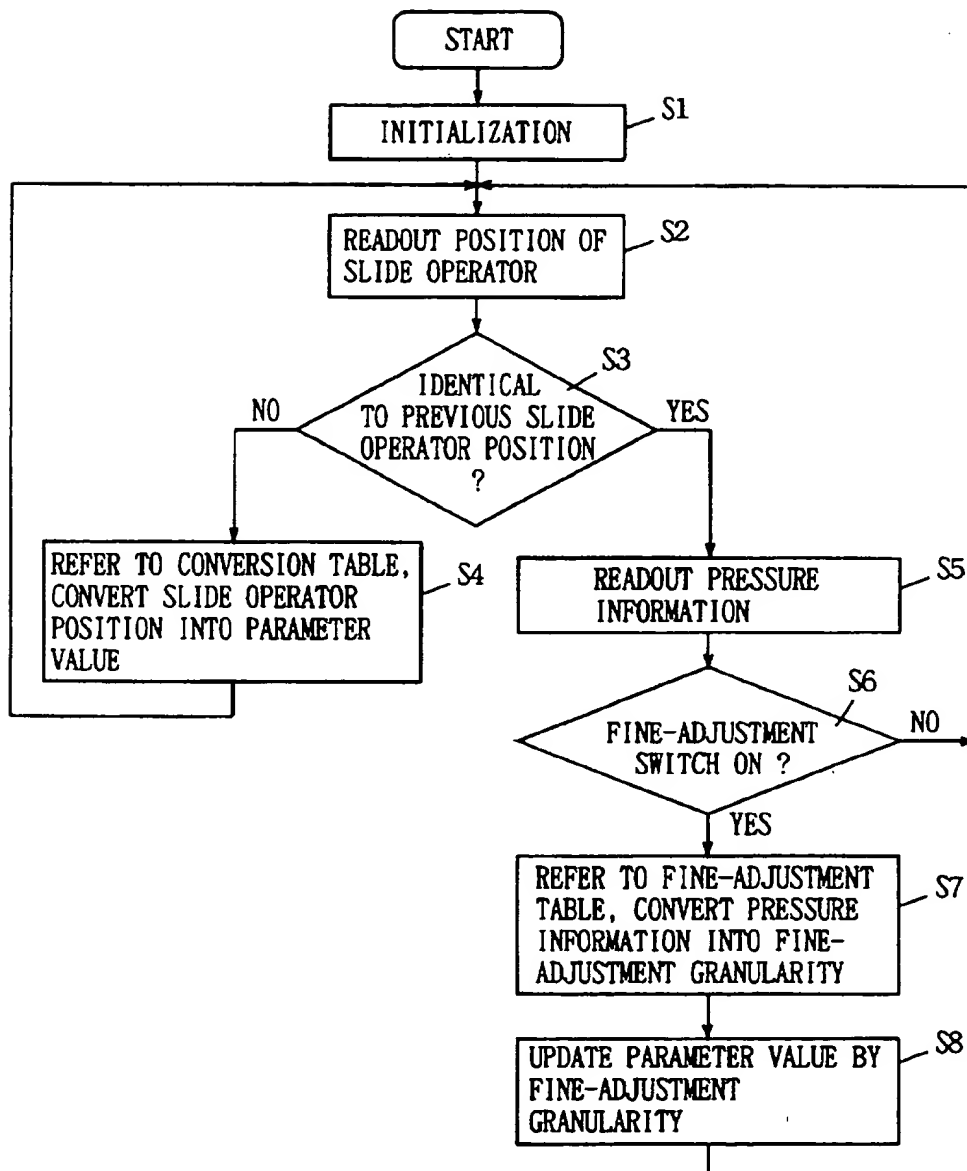 START
INITIALIZATION
S1
READOUT POSITION OF
SLIDE OPERATOR
S2
IDENTICAL
TO PREVIOUS SLIDE
OPERATOR POSITION
?
S3
NO
YES
REFER TO CONVERSION TABLE,
CONVERT SLIDE OPERATOR
POSITION INTO PARAMETER
VALUE
S4
READOUT PRESSURE
INFORMATION
S5
FINE-ADJUSTMENT
SWITCH ON ?
S6
NO
YES
REFER TO FINE-ADJUSTMENT
TABLE, CONVERT PRESSURE
INFORMATION INTO FINE-
ADJUSTMENT GRANULARITY
S7
UPDATE PARAMETER VALUE BY
FINE-ADJUSTMENT
GRANULARITY
S8